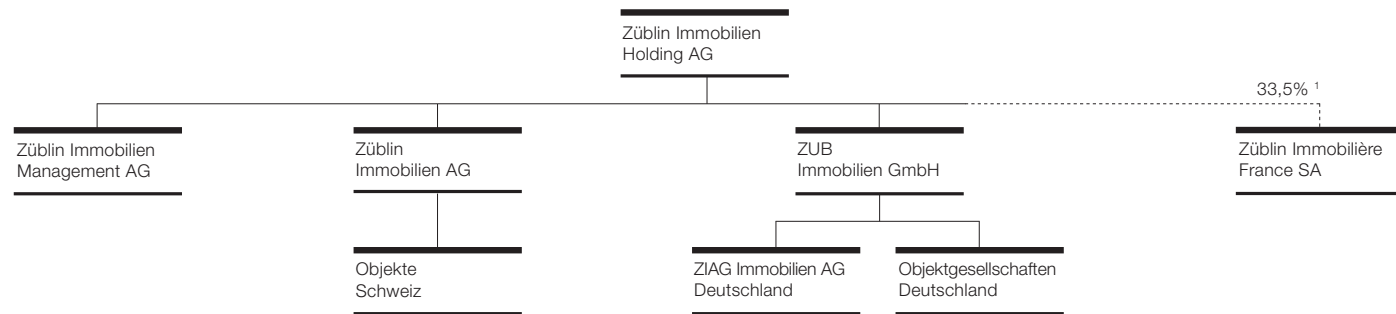 Züblin Immobilien
Holding AG
33,5% ¹
Züblin Immobilien
Management AG
Züblin
Immobilien AG
ZUB
Immobilien GmbH
Züblin Immobilière
France SA
Objekte
Schweiz
ZIAG Immobilien AG
Deutschland
Objektgesellschaften
Deutschland